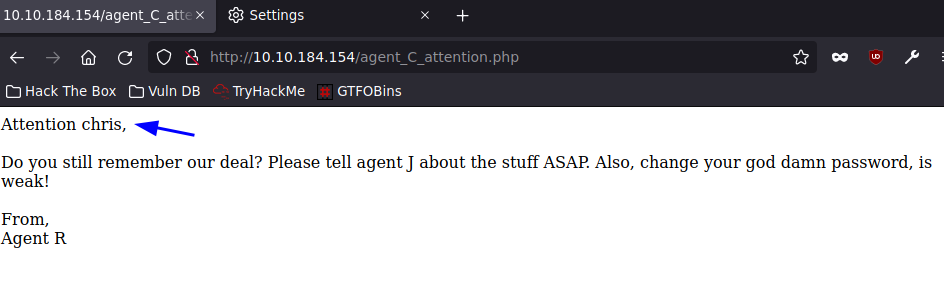 10.10.184.154/agent_C_atte
Settings
http://10.10.184.154/agent_C_attention.php
Hack The Box Vuln DB TryHackMe GTFOBins
Attention chris,
Do you still remember our deal? Please tell agent J about the stuff ASAP. Also, change your god damn password, is
weak!
From,
Agent R